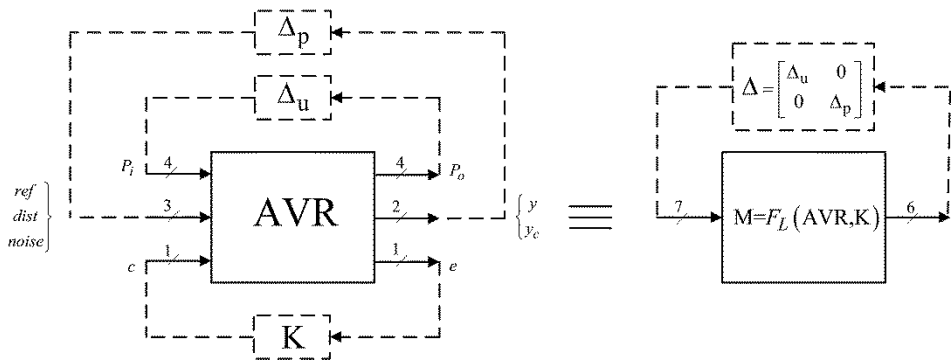 Δp
Δu
Pi 4 4 Po
ref
dist
noise
3 AVR 2
y
yc
c 1 1 e
K
≡
Δ = [ Δu 0
0 Δp ]
7 M=FL(AVR,K) 6